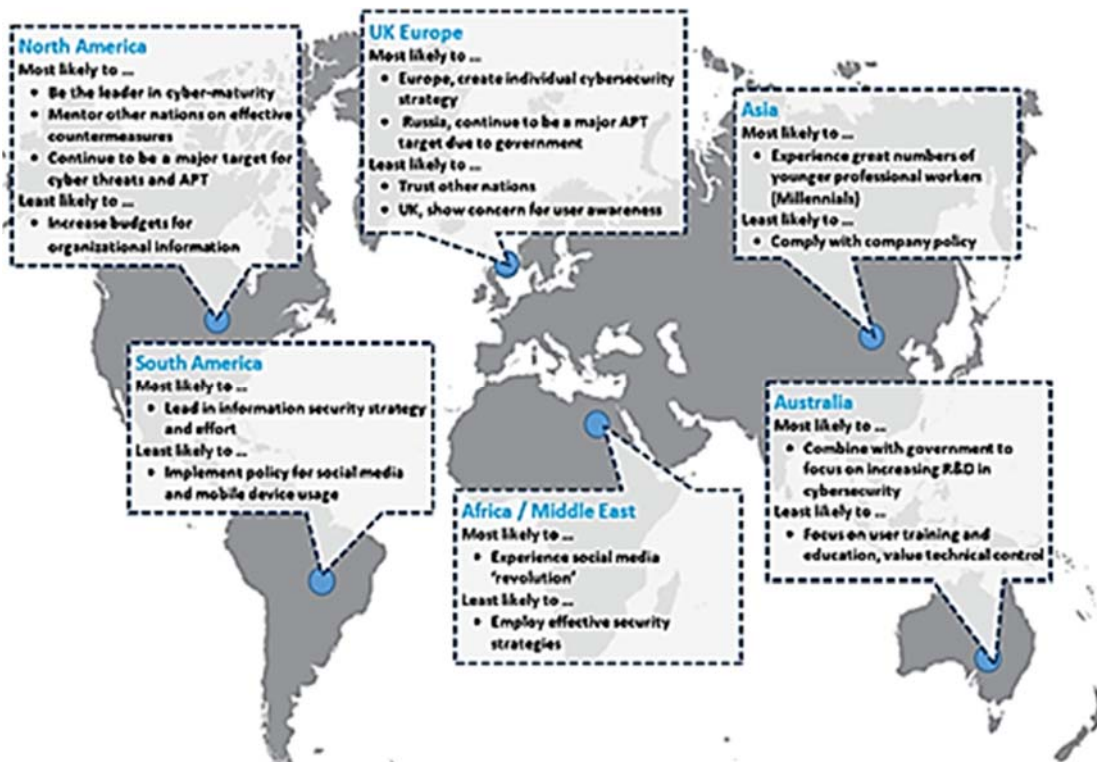 North America
Most likely to ...
• Be the leader in cyber-maturity
• Mentor other nations on effective
countermeasures
• Continue to be a major target for
cyber threats and APT
Least likely to ...
• Increase budgets for
organizational information
UK Europe
Most likely to ...
• Europe, create individual cybersecurity
strategy
• Russia, continue to be a major APT
target due to government
Least likely to ...
• Trust other nations
• UK, show concern for user awareness
Asia
Most likely to ...
• Experience great numbers of
younger professional workers
(Millennials)
Least likely to ...
• Comply with company policy
South America
Most likely to ...
• Lead in information security strategy
and effort
Least likely to ...
• Implement policy for social media
and mobile device usage
Africa / Middle East
Most likely to ...
• Experience social media
'revolution'
Least likely to ...
• Employ effective security
strategies
Australia
Most likely to ...
• Combine with government to
focus on increasing R&D in
cybersecurity
Least likely to ...
• Focus on user training and
education, value technical control